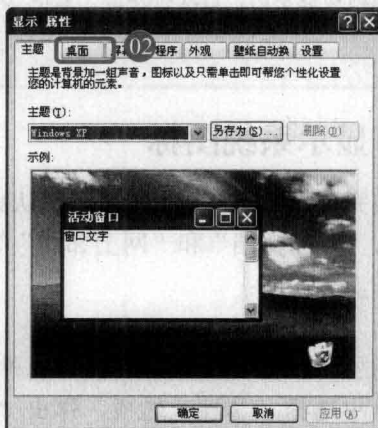 显示 属性
主题 桌面 02 程序 外观 壁纸自动换 设置
主题是背景加一组声音，图标以及只需单击即可帮您个性化设置
您的计算机的元素。
主题(T):
Windows XP 另存为(S)... 删除(D)
示例:
活动窗口
窗口文字
确定 取消 应用(A)